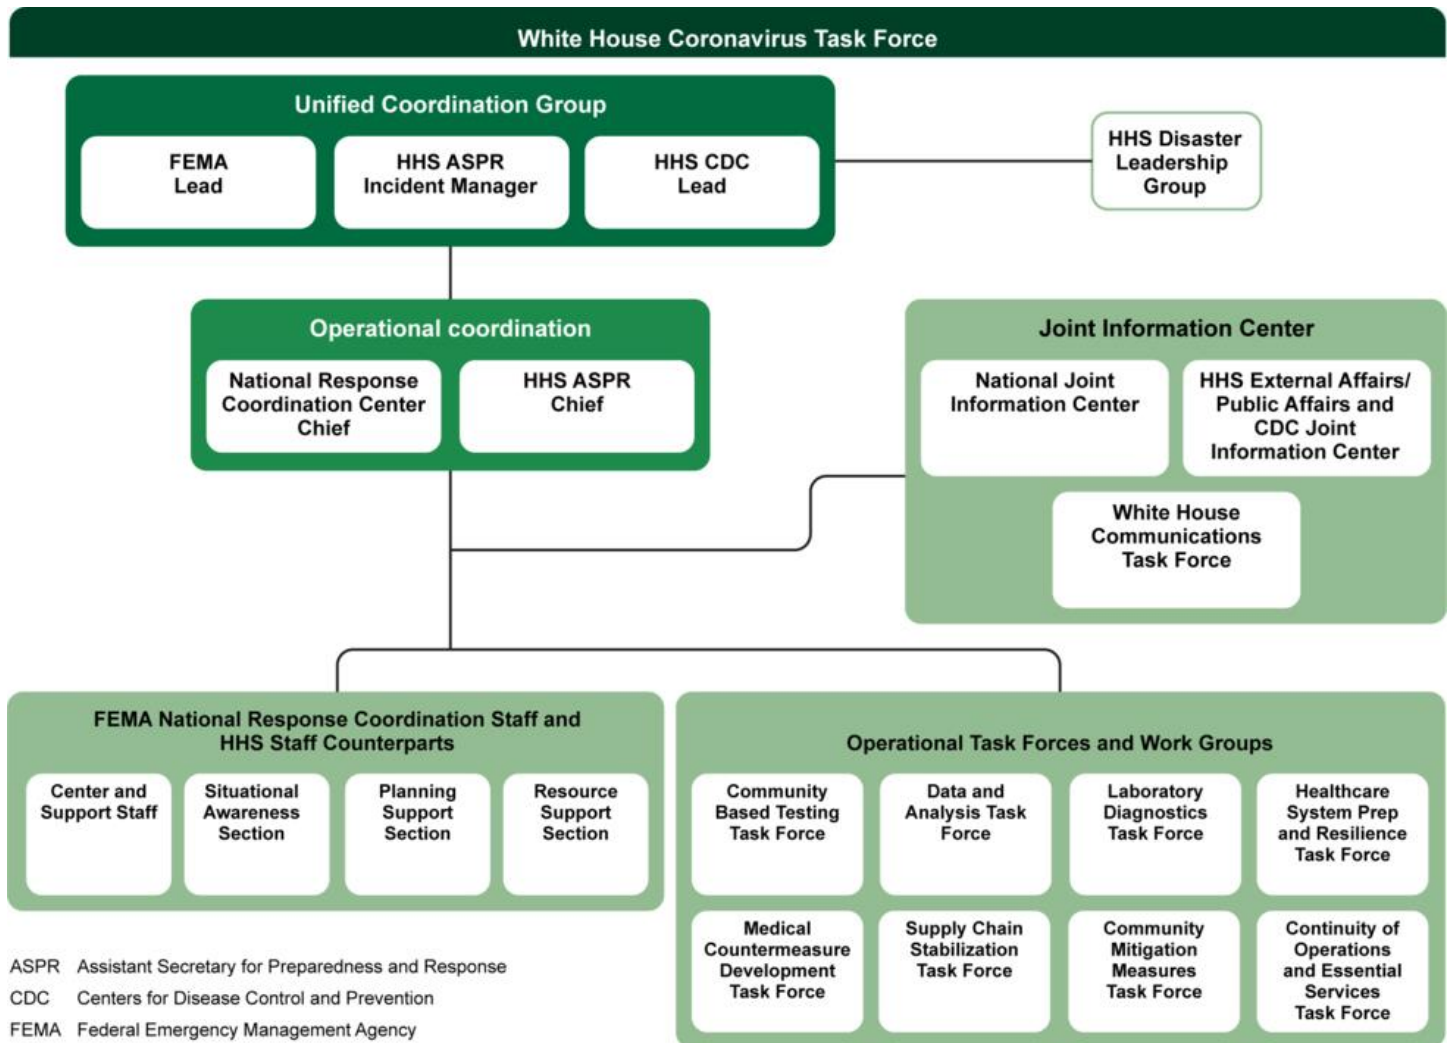 White House Coronavirus Task Force
Unified Coordination Group
FEMA
Lead
HHS ASPR
Incident Manager
HHS CDC
Lead
HHS Disaster
Leadership
Group
Operational coordination
National Response
Coordination Center
Chief
HHS ASPR
Chief
Joint Information Center
National Joint
Information Center
HHS External Affairs/
Public Affairs and
CDC Joint
Information Center
White House
Communications
Task Force
FEMA National Response Coordination Staff and
HHS Staff Counterparts
Center and
Support Staff
Situational
Awareness
Section
Planning
Support
Section
Resource
Support
Section
Operational Task Forces and Work Groups
Community
Based Testing
Task Force
Data and
Analysis Task
Force
Laboratory
Diagnostics
Task Force
Healthcare
System Prep
and Resilience
Task Force
Medical
Countermeasure
Development
Task Force
Supply Chain
Stabilization
Task Force
Community
Mitigation
Measures
Task Force
Continuity of
Operations
and Essential
Services
Task Force
ASPR Assistant Secretary for Preparedness and Response
CDC Centers for Disease Control and Prevention
FEMA Federal Emergency Management Agency